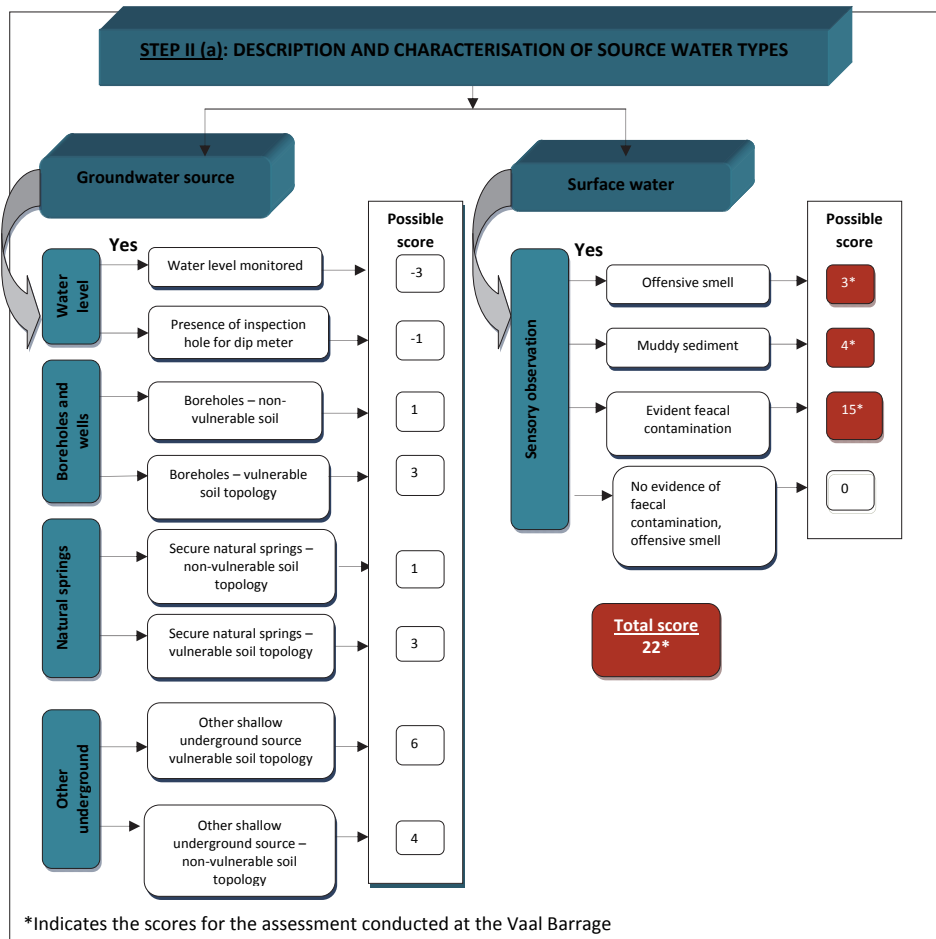 STEP II (a): DESCRIPTION AND CHARACTERISATION OF SOURCE WATER TYPES
Groundwater source
Possible
score
Yes
Water
level
Water level monitored
-3
Presence of inspection
hole for dip meter
-1
Boreholes and
wells
Boreholes – non-
vulnerable soil
1
Boreholes – vulnerable
soil topology
3
Natural springs
Secure natural springs –
non-vulnerable soil
topology
1
Secure natural springs –
vulnerable soil topology
3
Other
underground
Other shallow
underground source
vulnerable soil topology
6
Other shallow
underground source –
non-vulnerable soil
topology
4
Surface water
Possible
score
Yes
Sensory observation
Offensive smell
3*
Muddy sediment
4*
Evident feacal
contamination
15*
No evidence of
faecal
contamination,
offensive smell
0
Total score
22*
*Indicates the scores for the assessment conducted at the Vaal Barrage